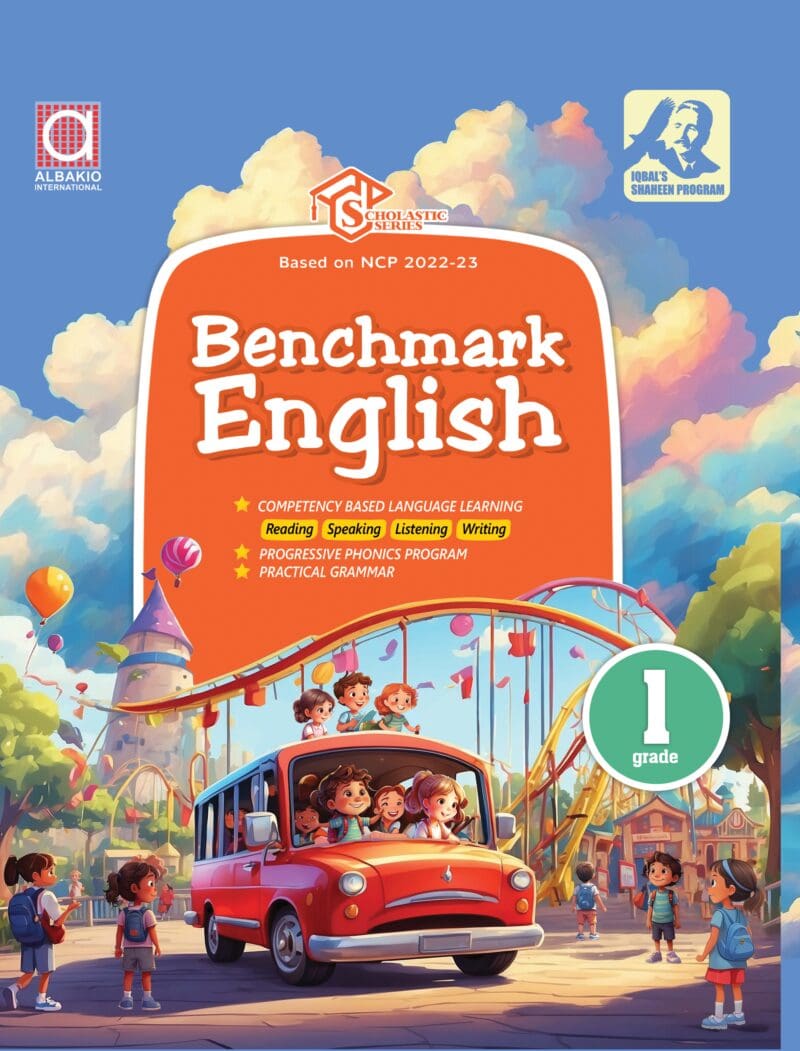 ALBAKIO
INTERNATIONAL
IQBAL'S
SHAHEEN PROGRAM
SCHOLASTIC
SERIES
Based on NCP 2022-23
Benchmark
English
COMPETENCY BASED LANGUAGE LEARNING
Reading Speaking Listening Writing
PROGRESSIVE PHONICS PROGRAM
PRACTICAL GRAMMAR
1
grade